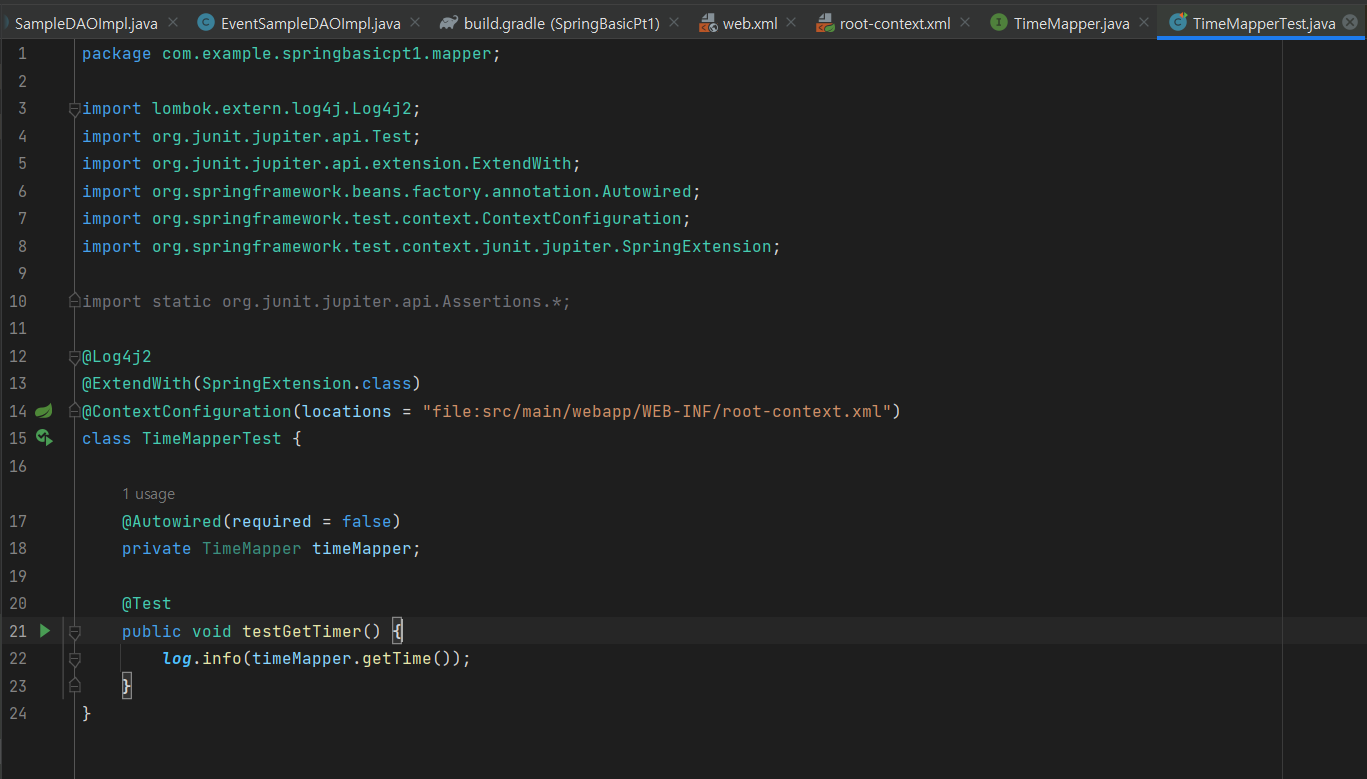 SampleDAOImpl.java EventSampleDAOImpl.java build.gradle (SpringBasicPt1) web.xml root-context.xml TimeMapper.java TimeMapperTest.java
1 package com.example.springbasicpt1.mapper;
2
3 import lombok.extern.log4j.Log4j2;
4 import org.junit.jupiter.api.Test;
5 import org.junit.jupiter.api.extension.ExtendWith;
6 import org.springframework.beans.factory.annotation.Autowired;
7 import org.springframework.test.context.ContextConfiguration;
8 import org.springframework.test.context.junit.jupiter.SpringExtension;
9
10 import static org.junit.jupiter.api.Assertions.*;
11
12 @Log4j2
13 @ExtendWith(SpringExtension.class)
14 @ContextConfiguration(locations = "file:src/main/webapp/WEB-INF/root-context.xml")
15 class TimeMapperTest {
16
1 usage
17 @Autowired(required = false)
18 private TimeMapper timeMapper;
19
20 @Test
21 public void testGetTimer() {
22 log.info(timeMapper.getTime());
23 }
24 }